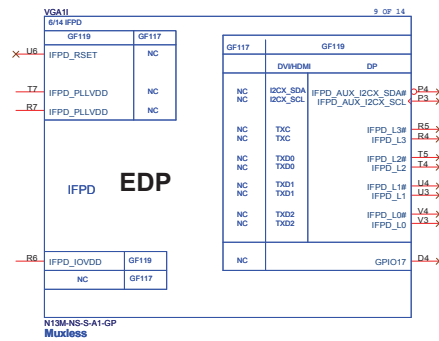 VGA1I 9 OF 14
6/14 IFPD
GF119 GF117
U6 IFPD_RSET NC
T7 IFPD_PLLVDD NC
R7 IFPD_PLLVDD NC
GF117 GF119
DVI/HDMI DP
NC I2CX_SDA IFPD_AUX_I2CX_SDA# P4
NC I2CX_SCL IFPD_AUX_I2CX_SCL P3
NC TXC IFPD_L3# R5
NC TXC IFPD_L3 R4
NC TXD0 IFPD_L2# T5
NC TXD0 IFPD_L2 T4
NC TXD1 IFPD_L1# U4
NC TXD1 IFPD_L1 U3
NC TXD2 IFPD_L0# V4
NC TXD2 IFPD_L0 V3
IFPD EDP
R6 IFPD_IOVDD GF119
NC GF117
NC GPIO17 D4
N13M-NS-S-A1-GP
Muxless